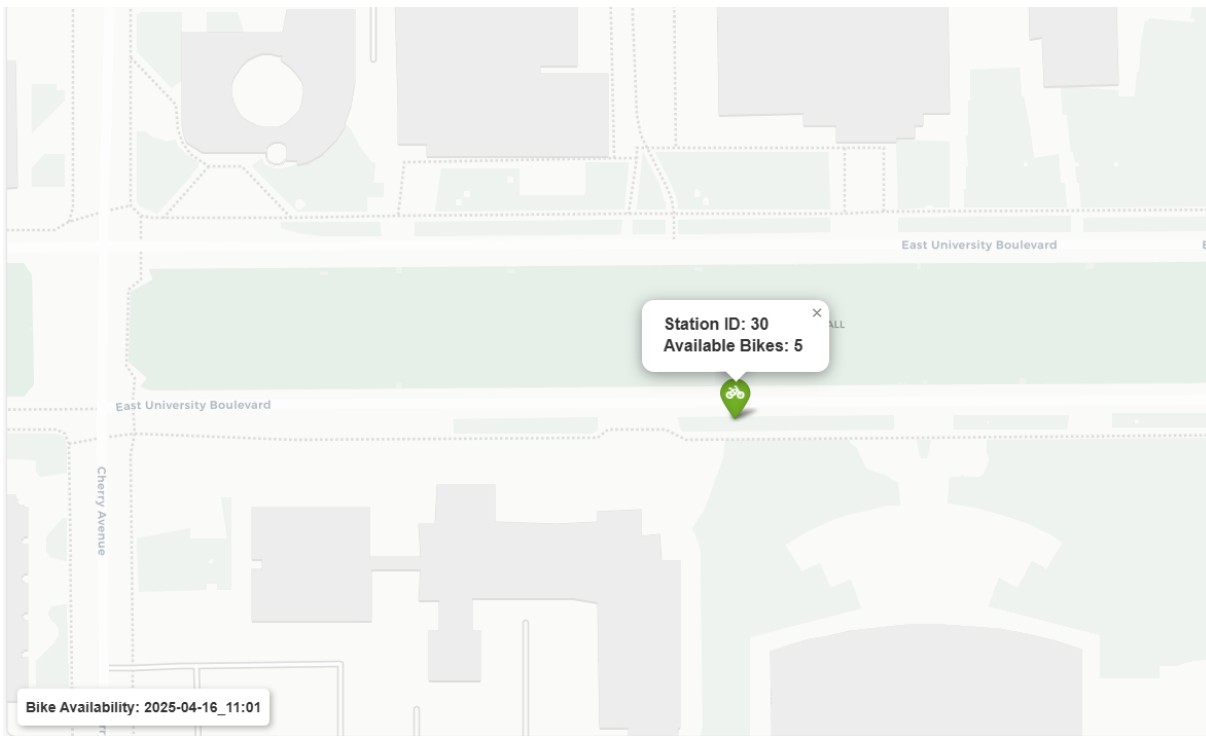 East University Boulevard
Station ID: 30
×
ALL
Available Bikes: 5
East University Boulevard
Cherry Avenue
Bike Availability: 2025-04-16_11:01